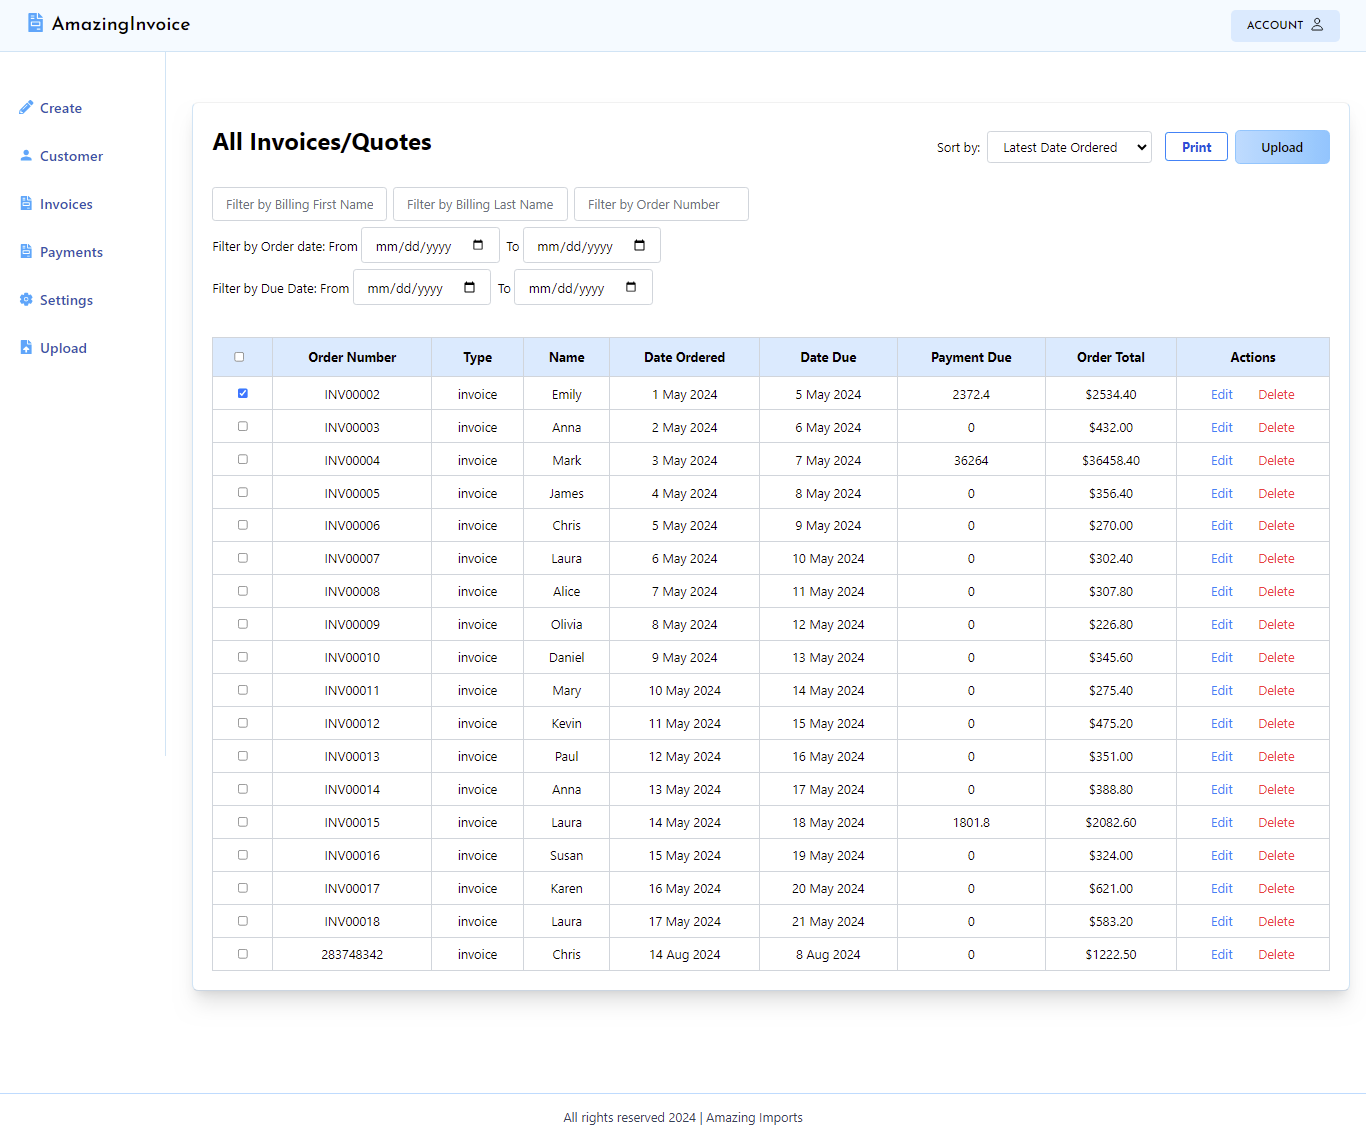 AmazingInvoice
ACCOUNT
Create
Customer
Invoices
Payments
Settings
Upload
All Invoices/Quotes
Sort by: Latest Date Ordered Print Upload
Filter by Billing First Name Filter by Billing Last Name Filter by Order Number
Filter by Order date: From mm/dd/yyyy To mm/dd/yyyy
Filter by Due Date: From mm/dd/yyyy To mm/dd/yyyy
Order Number Type Name Date Ordered Date Due Payment Due Order Total Actions
INV00002 invoice Emily 1 May 2024 5 May 2024 2372.4 $2534.40 Edit Delete
INV00003 invoice Anna 2 May 2024 6 May 2024 0 $432.00 Edit Delete
INV00004 invoice Mark 3 May 2024 7 May 2024 36264 $36458.40 Edit Delete
INV00005 invoice James 4 May 2024 8 May 2024 0 $356.40 Edit Delete
INV00006 invoice Chris 5 May 2024 9 May 2024 0 $270.00 Edit Delete
INV00007 invoice Laura 6 May 2024 10 May 2024 0 $302.40 Edit Delete
INV00008 invoice Alice 7 May 2024 11 May 2024 0 $307.80 Edit Delete
INV00009 invoice Olivia 8 May 2024 12 May 2024 0 $226.80 Edit Delete
INV00010 invoice Daniel 9 May 2024 13 May 2024 0 $345.60 Edit Delete
INV00011 invoice Mary 10 May 2024 14 May 2024 0 $275.40 Edit Delete
INV00012 invoice Kevin 11 May 2024 15 May 2024 0 $475.20 Edit Delete
INV00013 invoice Paul 12 May 2024 16 May 2024 0 $351.00 Edit Delete
INV00014 invoice Anna 13 May 2024 17 May 2024 0 $388.80 Edit Delete
INV00015 invoice Laura 14 May 2024 18 May 2024 1801.8 $2082.60 Edit Delete
INV00016 invoice Susan 15 May 2024 19 May 2024 0 $324.00 Edit Delete
INV00017 invoice Karen 16 May 2024 20 May 2024 0 $621.00 Edit Delete
INV00018 invoice Laura 17 May 2024 21 May 2024 0 $583.20 Edit Delete
283748342 invoice Chris 14 Aug 2024 8 Aug 2024 0 $1222.50 Edit Delete
All rights reserved 2024 | Amazing Imports